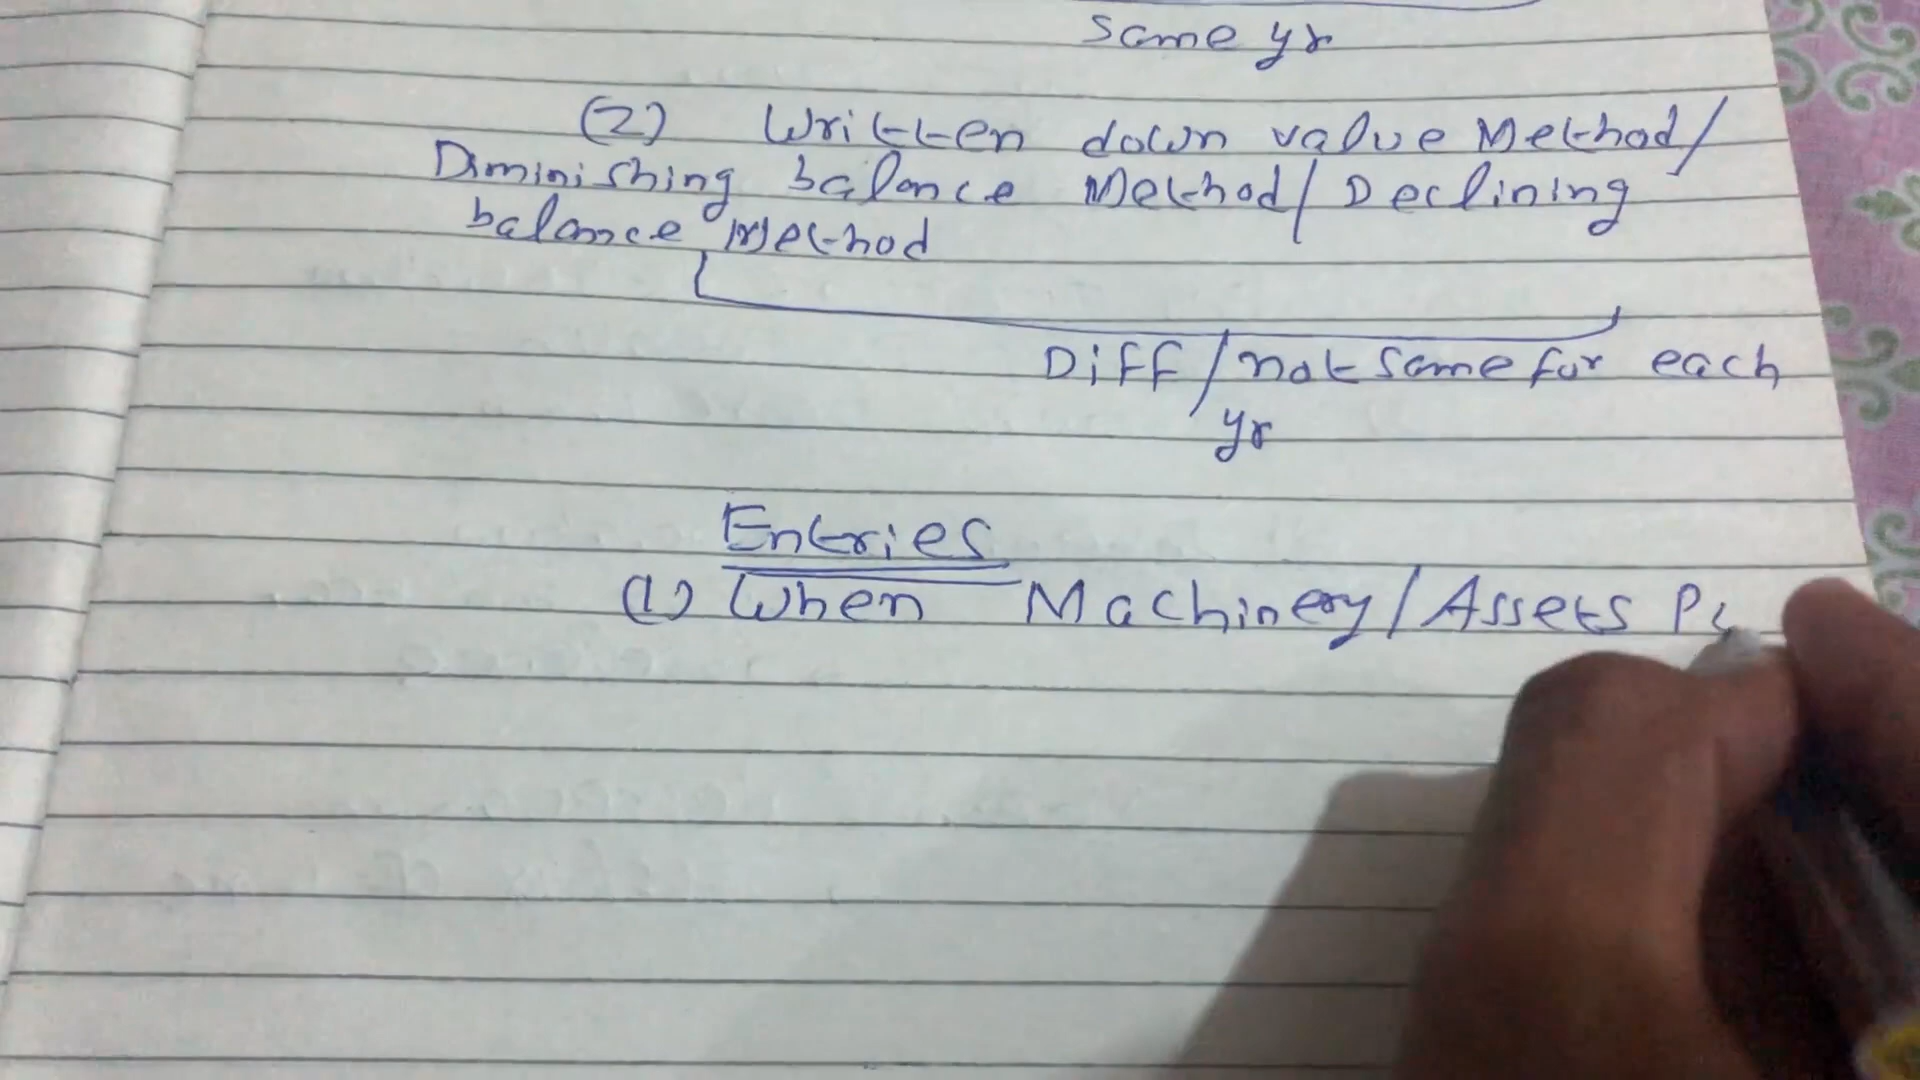 Same yr
(2) Written down value Method/
Diminishing balance Method/Declining
balance Method
Diff/not same for each
yr
Entries
(1) When Machinery/Assets